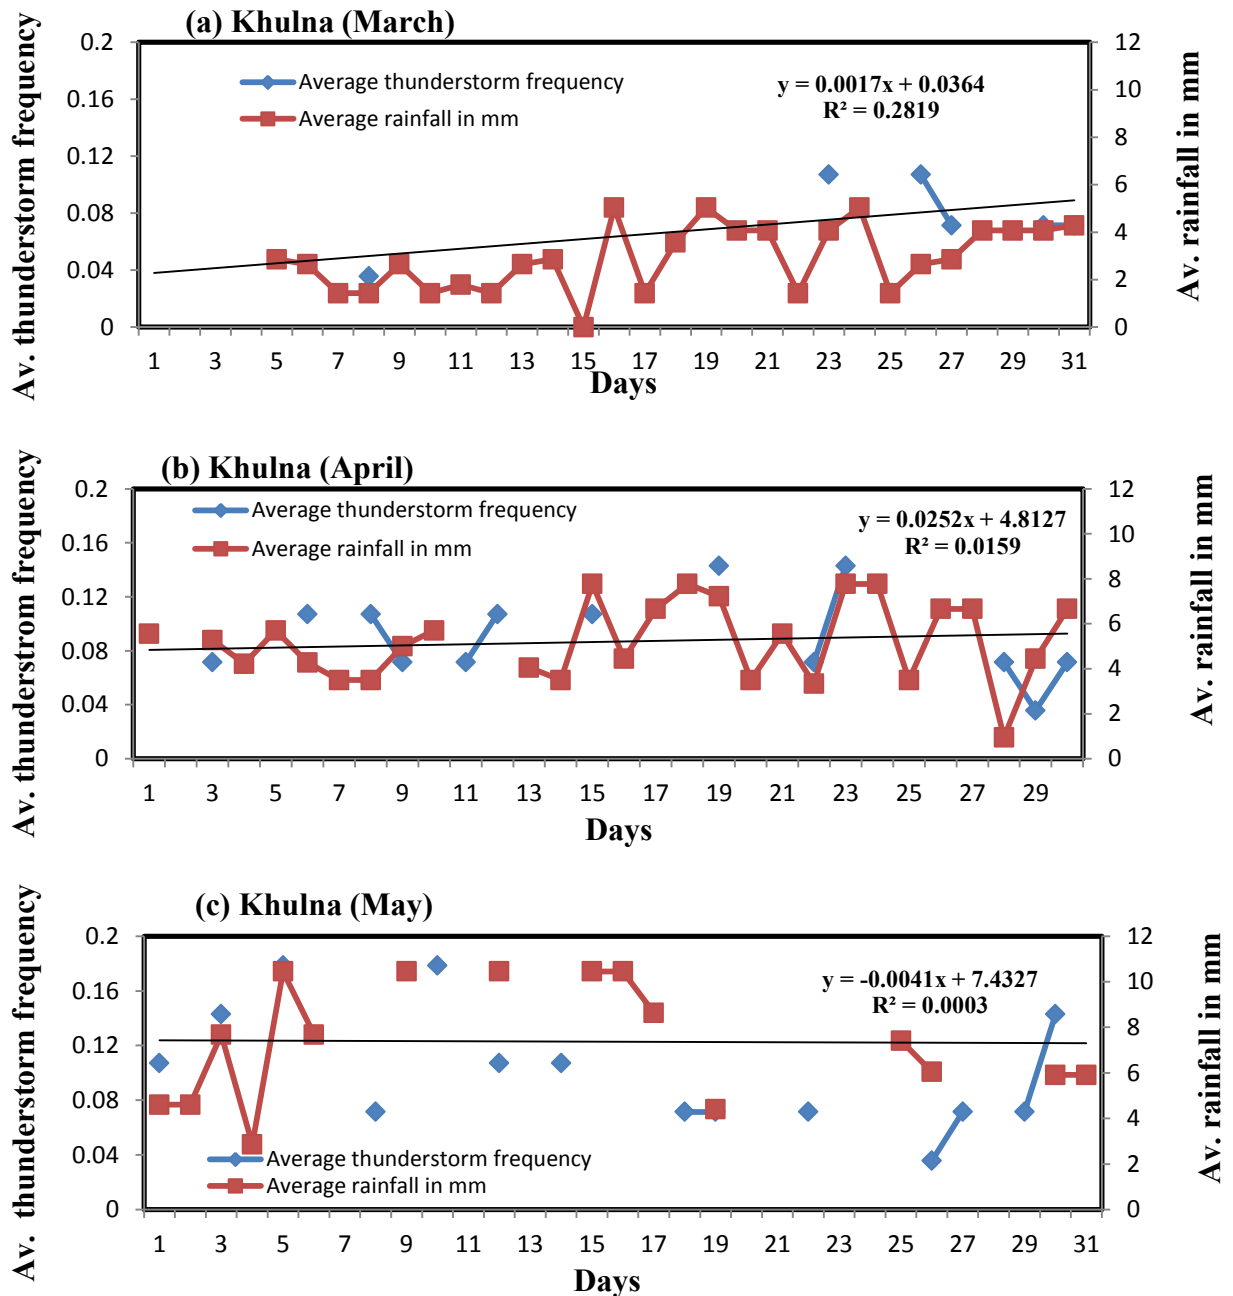 (a) Khulna (March)
Av. thunderstorm frequency
0.2
0.16
0.12
0.08
0.04
0
Average thunderstorm frequency
Average rainfall in mm
y = 0.0017x + 0.0364
R² = 0.2819
12
10
8
6
4
2
0
Av. rainfall in mm
1 3 5 7 9 11 13 15 17 19 21 23 25 27 29 31
Days
(b) Khulna (April)
Av. thunderstrom frequency
0.2
0.16
0.12
0.08
0.04
0
Average thunderstorm frequency
Average rainfall in mm
y = 0.0252x + 4.8127
R² = 0.0159
12
10
8
6
4
2
0
Av. rainfall in mm
1 3 5 7 9 11 13 15 17 19 21 23 25 27 29
Days
(c) Khulna (May)
Av. thunderstorm frequency
0.2
0.16
0.12
0.08
0.04
0
y = -0.0041x + 7.4327
R² = 0.0003
Average thunderstorm frequency
Average rainfall in mm
12
10
8
6
4
2
0
Av. rainfall in mm
1 3 5 7 9 11 13 15 17 19 21 23 25 27 29 31
Days